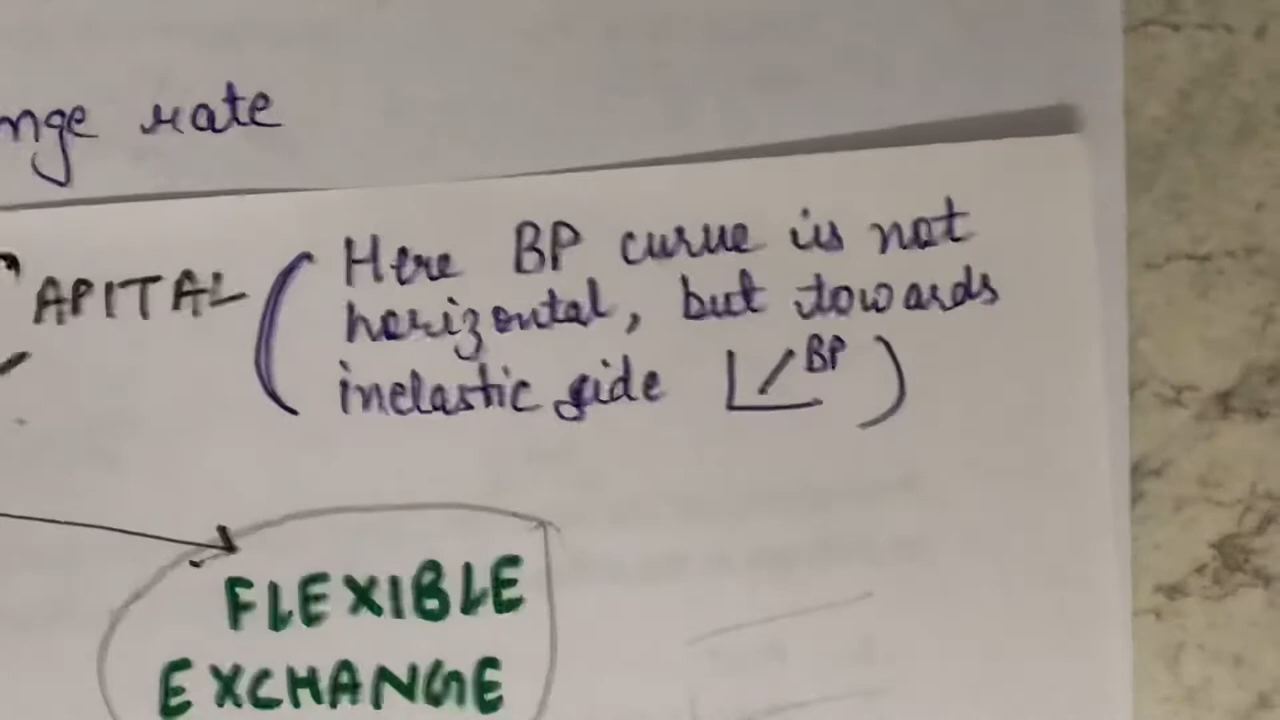 nge rate
APITAL
(Here BP curve is not
horizontal, but towards
inelastic side BP)
FLEXIBLE
EXCHANGE